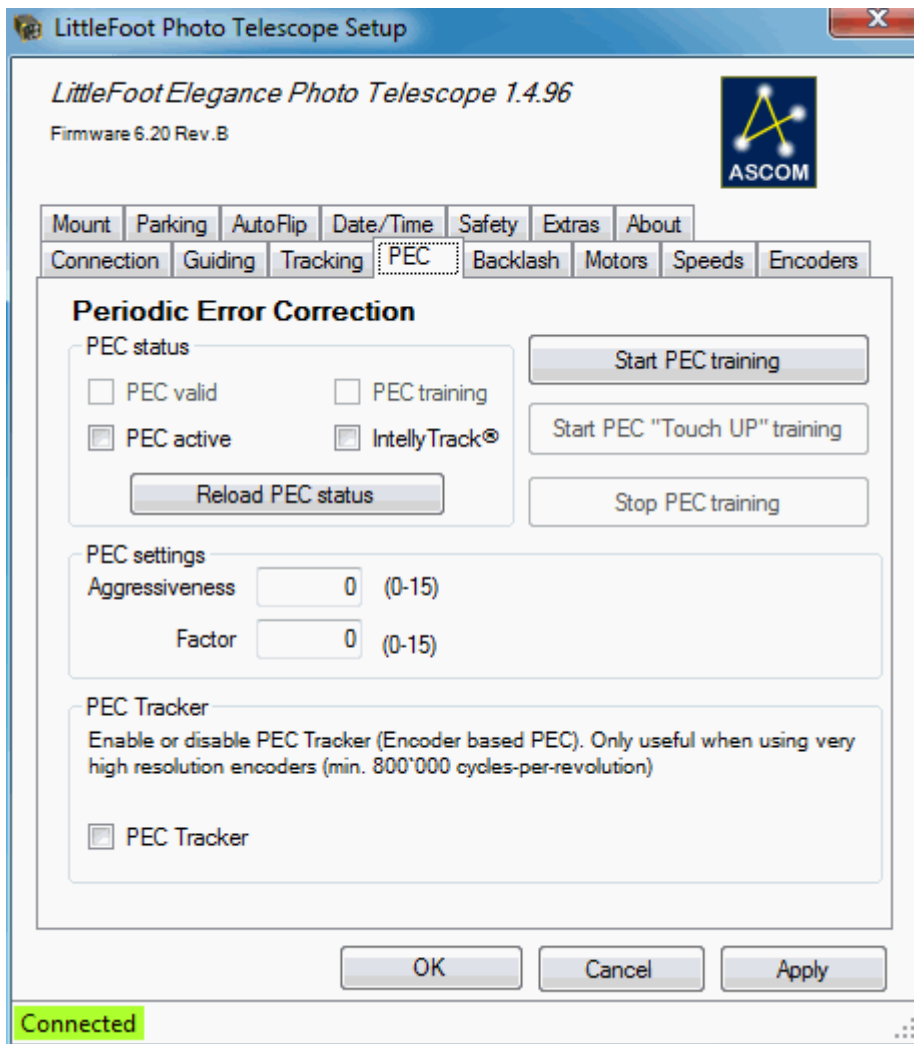 LittleFoot Photo Telescope Setup
LittleFoot Elegance Photo Telescope 1.4.96
Firmware 6.20 Rev.B
ASCOM
Mount Parking AutoFlip Date/Time Safety Extras About
Connection Guiding Tracking PEC Backlash Motors Speeds Encoders
Periodic Error Correction
PEC status
PEC valid PEC training
PEC active IntellyTrack®
Reload PEC status
Start PEC training
Start PEC "Touch UP" training
Stop PEC training
PEC settings
Aggressiveness 0 (0-15)
Factor 0 (0-15)
PEC Tracker
Enable or disable PEC Tracker (Encoder based PEC). Only useful when using very
high resolution encoders (min. 800`000 cycles-per-revolution)
PEC Tracker
OK Cancel Apply
Connected